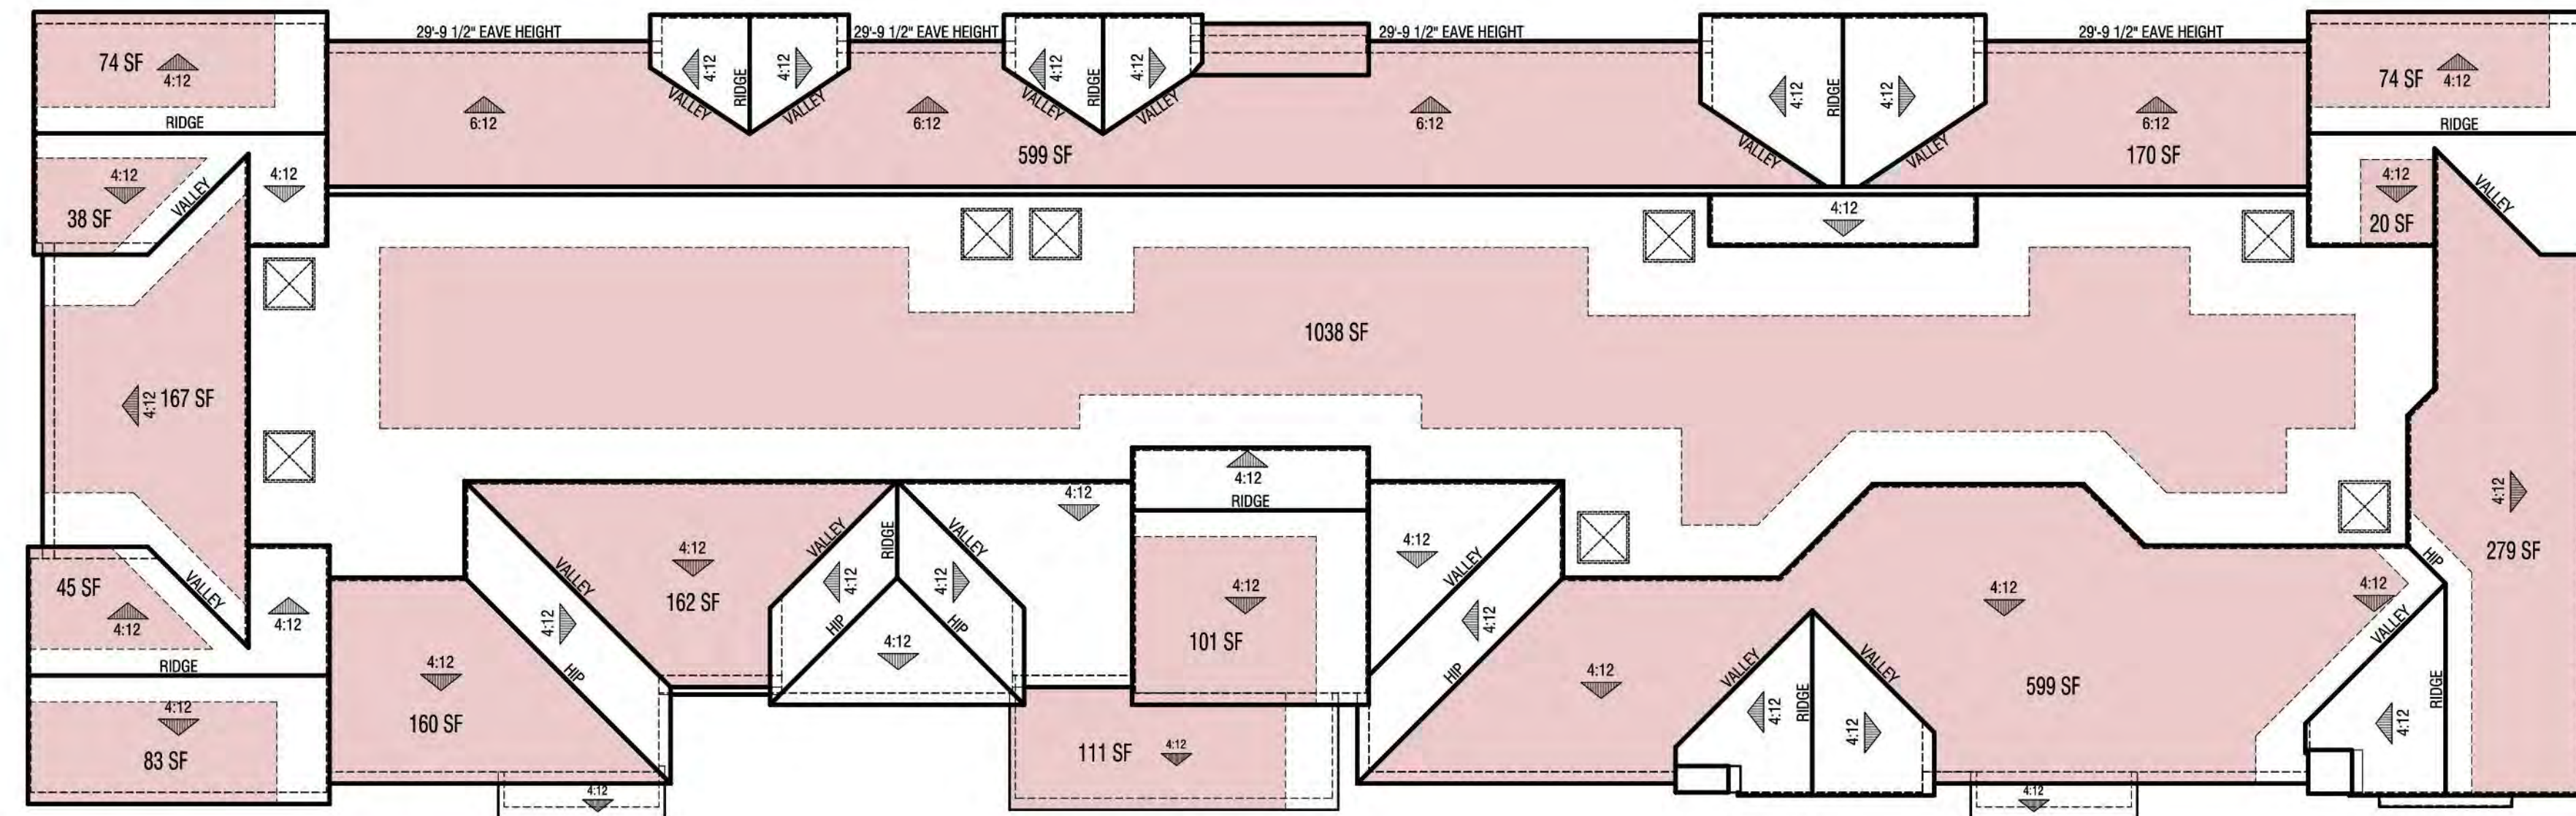 29'-9 1/2" EAVE HEIGHT
29'-9 1/2" EAVE HEIGHT
29'-9 1/2" EAVE HEIGHT
29'-9 1/2" EAVE HEIGHT
74 SF
4:12
RIDGE
6:12
VALLEY
4:12
RIDGE
4:12
VALLEY
6:12
599 SF
VALLEY
4:12
RIDGE
4:12
VALLEY
6:12
VALLEY
4:12
RIDGE
4:12
VALLEY
6:12
170 SF
74 SF
4:12
RIDGE
4:12
38 SF
VALLEY
4:12
4:12
4:12
20 SF
VALLEY
1038 SF
4:12
167 SF
4:12
279 SF
45 SF
4:12
VALLEY
4:12
RIDGE
4:12
83 SF
4:12
160 SF
4:12
VALLEY
4:12
HIP
4:12
162 SF
VALLEY
4:12
RIDGE
HIP
VALLEY
4:12
HIP
4:12
4:12
4:12
RIDGE
4:12
101 SF
111 SF
4:12
4:12
VALLEY
4:12
HIP
4:12
VALLEY
4:12
RIDGE
VALLEY
4:12
4:12
599 SF
4:12
4:12
HIP
VALLEY
4:12
RIDGE